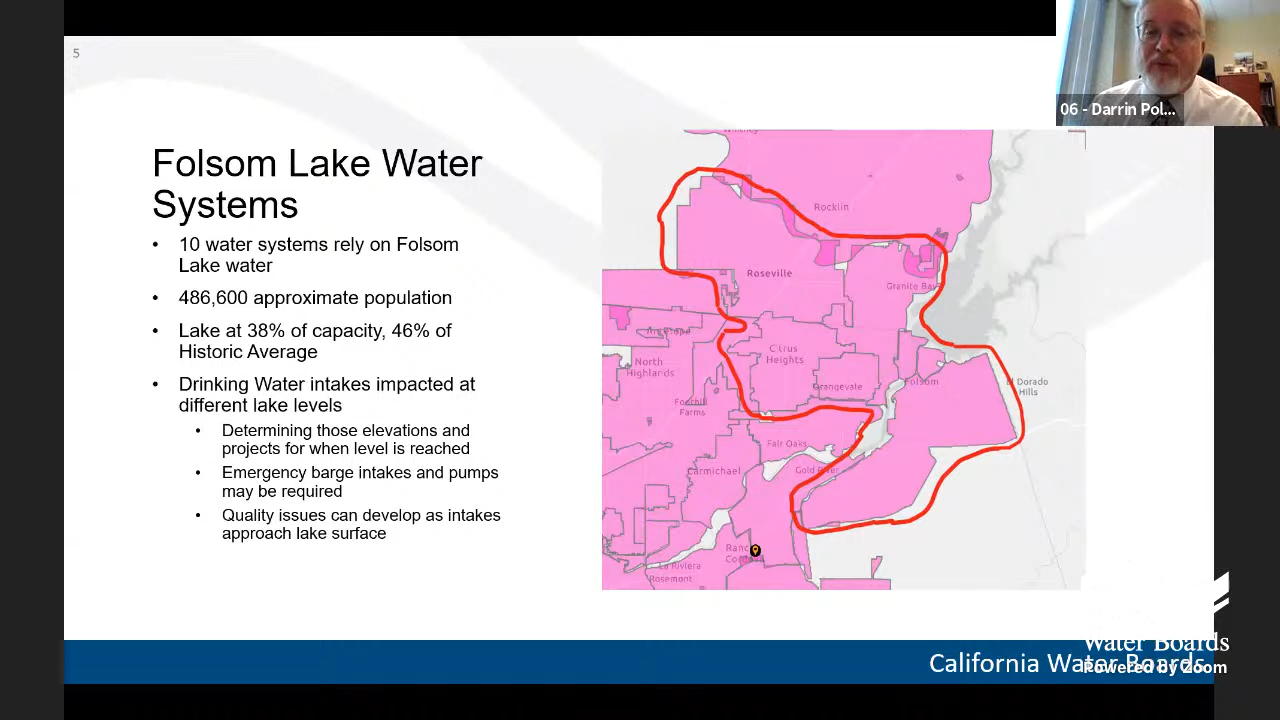 5
06 - Darrin Pol...
Folsom Lake Water
Systems
• 10 water systems rely on Folsom
Lake water
• 486,600 approximate population
• Lake at 38% of capacity, 46% of
Historic Average
• Drinking Water intakes impacted at
different lake levels
• Determining those elevations and
projects for when level is reached
• Emergency barge intakes and pumps
may be required
• Quality issues can develop as intakes
approach lake surface
Rocklin
Roseville
Granite Bay
Citrus
Heights
North
Highlands
Orangevale
Folsom
El Dorado
Hills
Foothill
Farms
Fair Oaks
Carmichael
Gold River
La Riviera
Rosemont
Water Boards
California Water Boards
Powered by Zoom